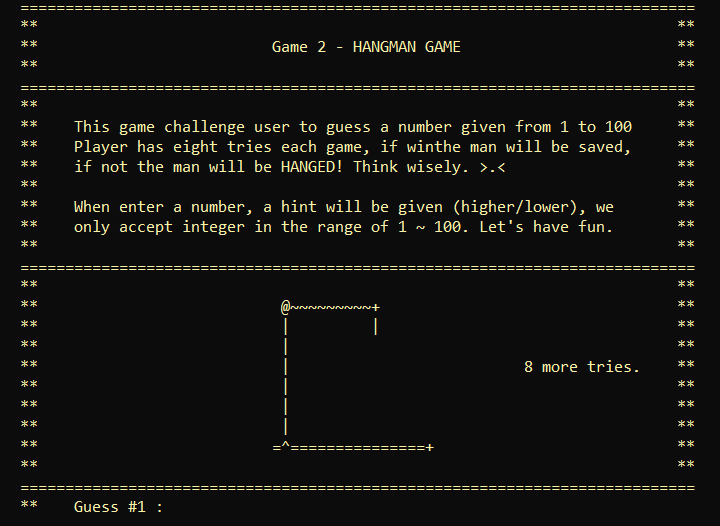 ===========================================================================
** **
** Game 2 - HANGMAN GAME **
** **
===========================================================================
** **
** This game challenge user to guess a number given from 1 to 100 **
** Player has eight tries each game, if winthe man will be saved, **
** if not the man will be HANGED! Think wisely. >.< **
** **
** When enter a number, a hint will be given (higher/lower), we **
** only accept integer in the range of 1 ~ 100. Let's have fun. **
** **
===========================================================================
** **
** @~~~~~~~~~+ **
** | | **
** | **
** | 8 more tries. **
** | **
** | **
** | **
** =^===============+ **
** **
===========================================================================
** Guess #1 :